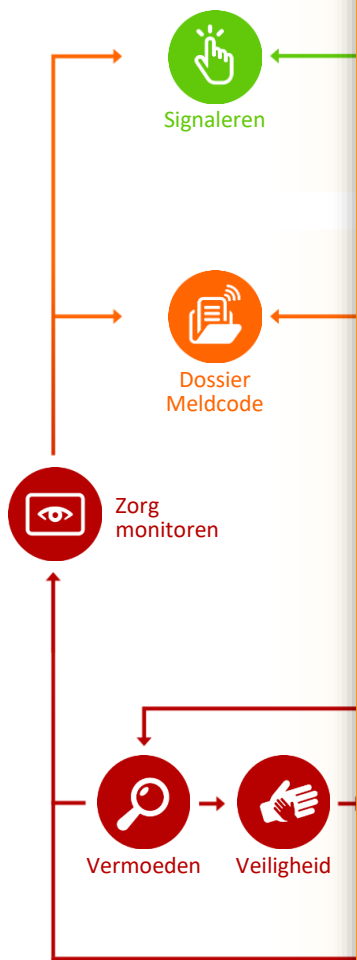 Signaleren
Dossier
Meldcode
Zorg
monitoren
Vermoeden
Veiligheid